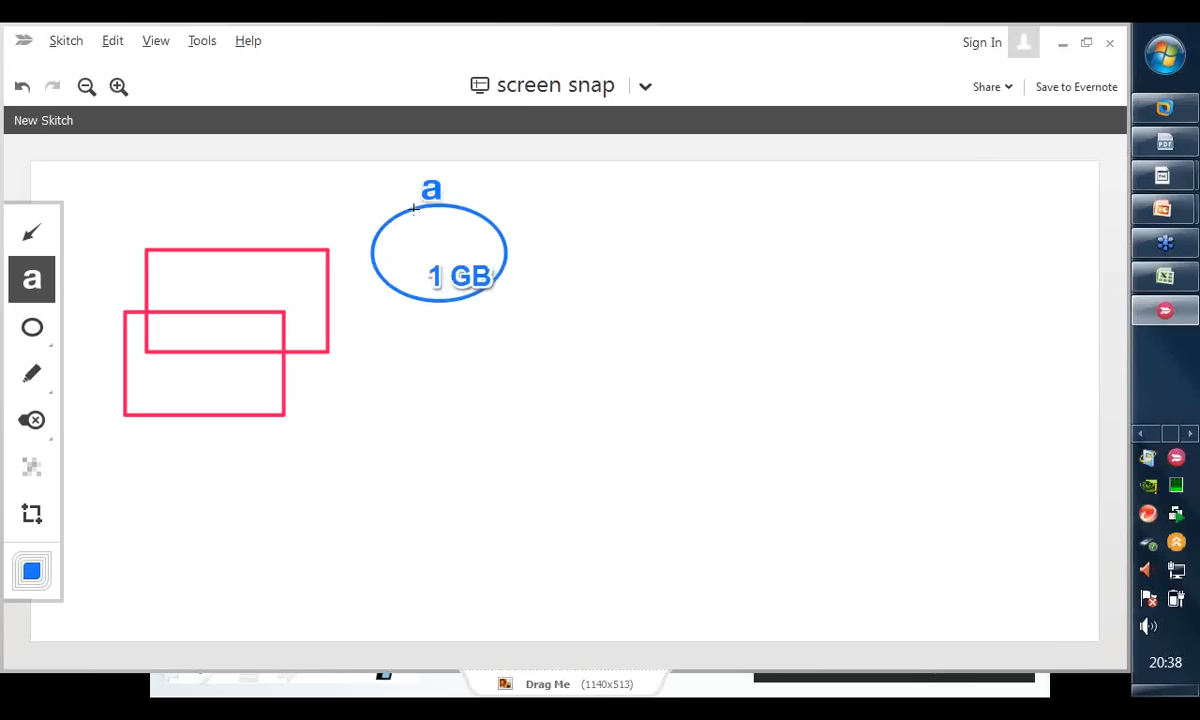 Skitch Edit View Tools Help
Sign In
screen snap
Share
Save to Evernote
New Skitch
a
a
1 GB
PDF
20:38
Drag Me (1140x513)